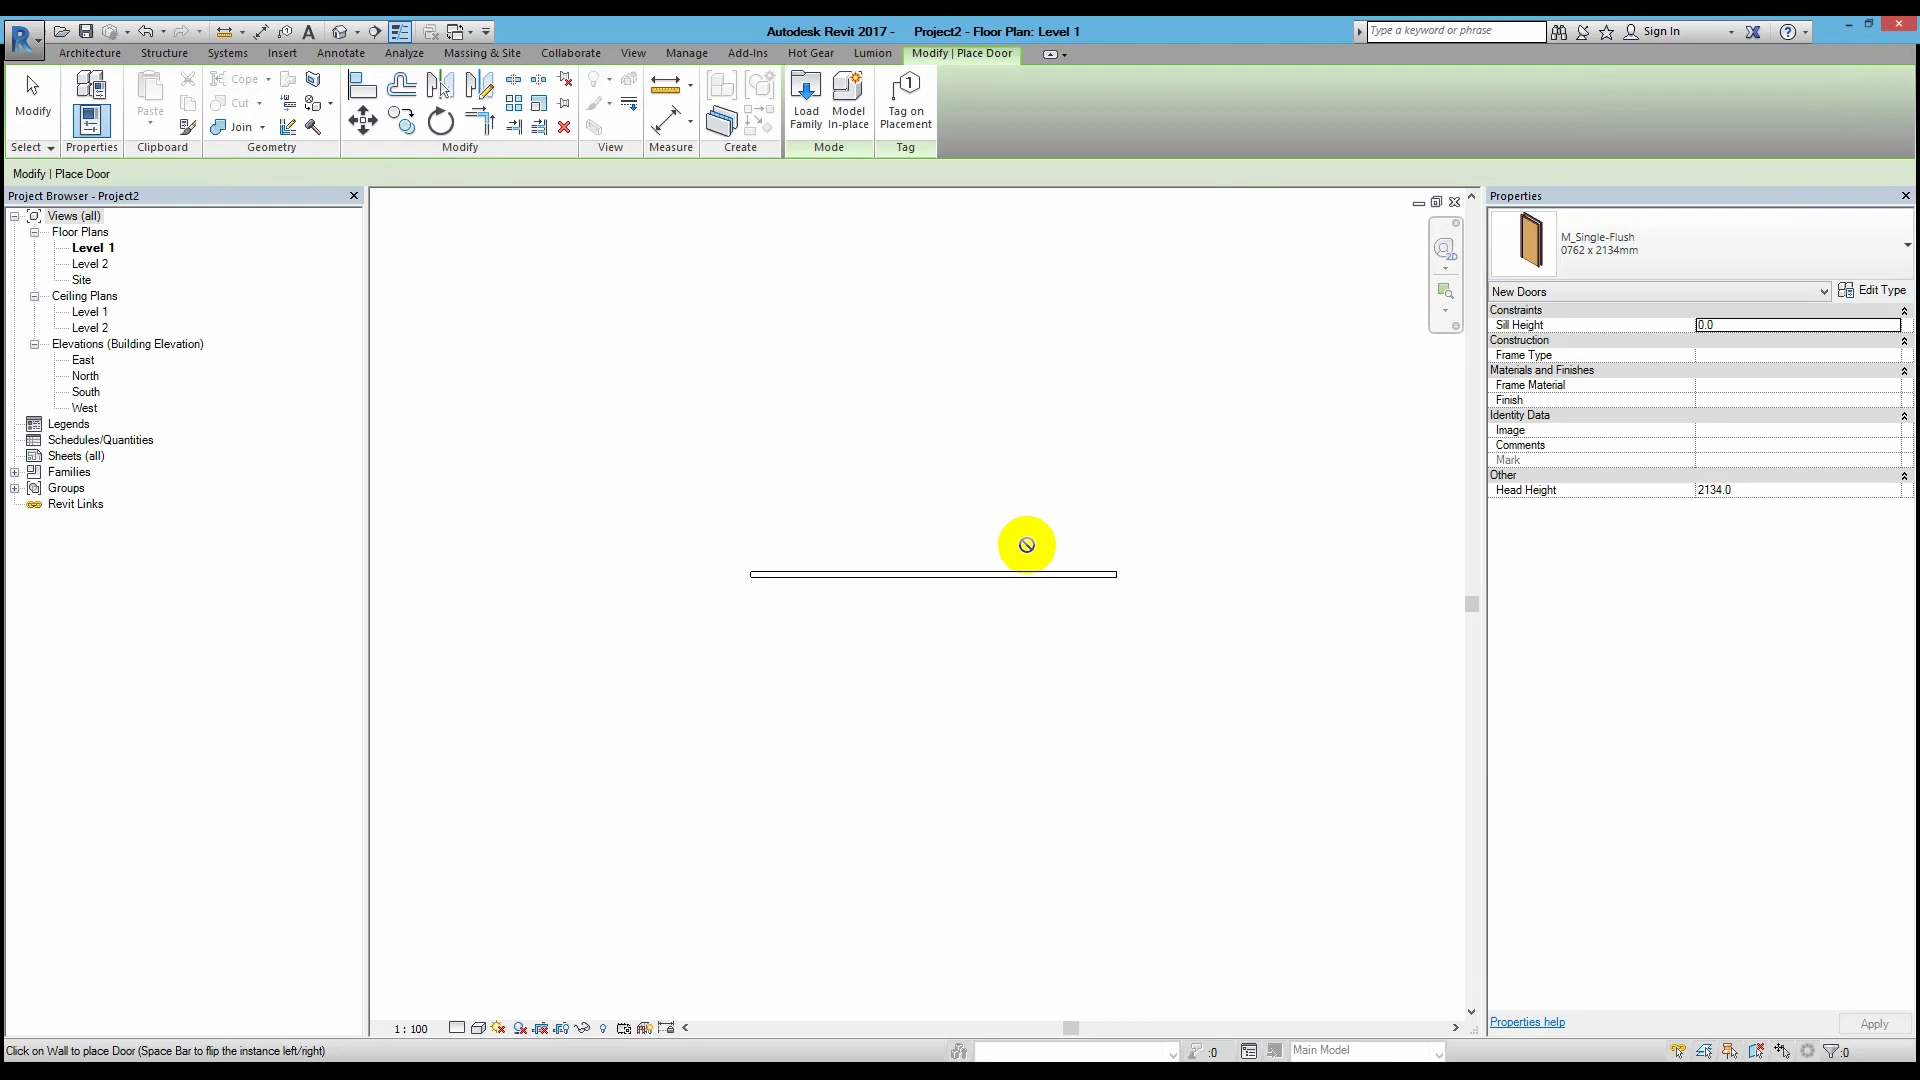 Autodesk Revit 2017 - Project2 - Floor Plan: Level 1
Type a keyword or phrase
Sign In
Architecture Structure Systems Insert Annotate Analyze Massing & Site Collaborate View Manage Add-Ins Hot Gear Lumion Modify | Place Door
Modify
Paste
Cope
Cut
Join
Load Family
Model In-place
Tag on Placement
Select Properties Clipboard Geometry Modify View Measure Create Mode Tag
Modify | Place Door
Project Browser - Project2
Views (all)
Floor Plans
Level 1
Level 2
Site
Ceiling Plans
Level 1
Level 2
Elevations (Building Elevation)
East
North
South
West
Legends
Schedules/Quantities
Sheets (all)
Families
Groups
Revit Links
2D
Properties
M_Single-Flush
0762 x 2134mm
New Doors Edit Type
Constraints
Sill Height 0.0
Construction
Frame Type
Materials and Finishes
Frame Material
Finish
Identity Data
Image
Comments
Mark
Other
Head Height 2134.0
Properties help Apply
1 : 100
Click on Wall to place Door (Space Bar to flip the instance left/right)
:0
Main Model
:0